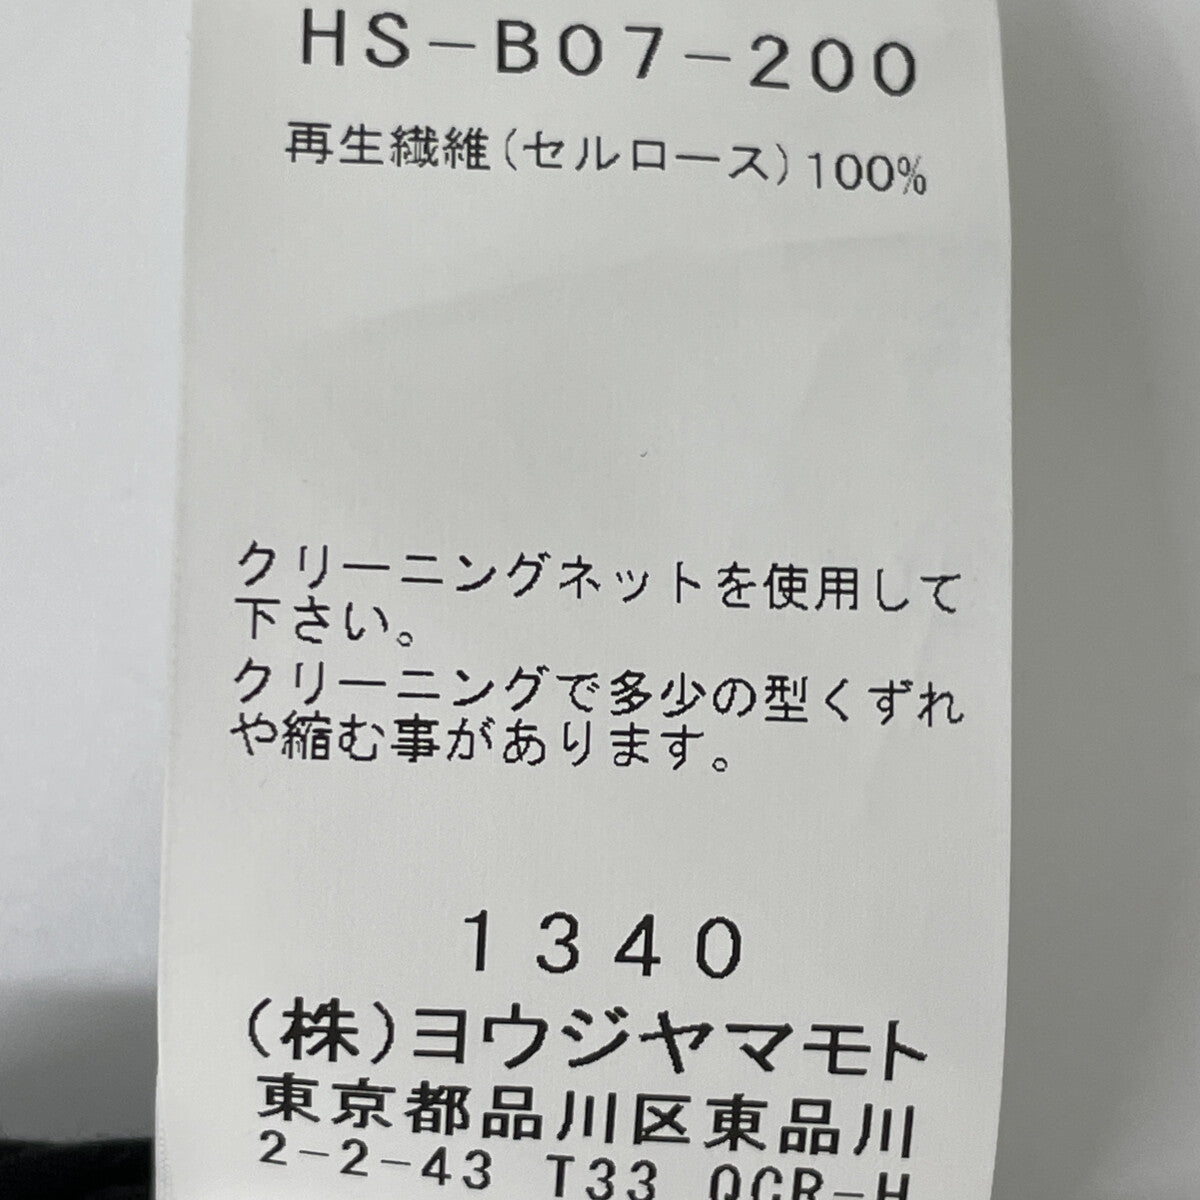 HS-B07-200
再生繊維(セルロース)100%
クリーニングネットを使用して
下さい。
クリーニングで多少の型くずれ
や縮む事があります。
1340
(株)ヨウジヤマモト
東京都品川区東品川
2-2-43 T33 QCR-H